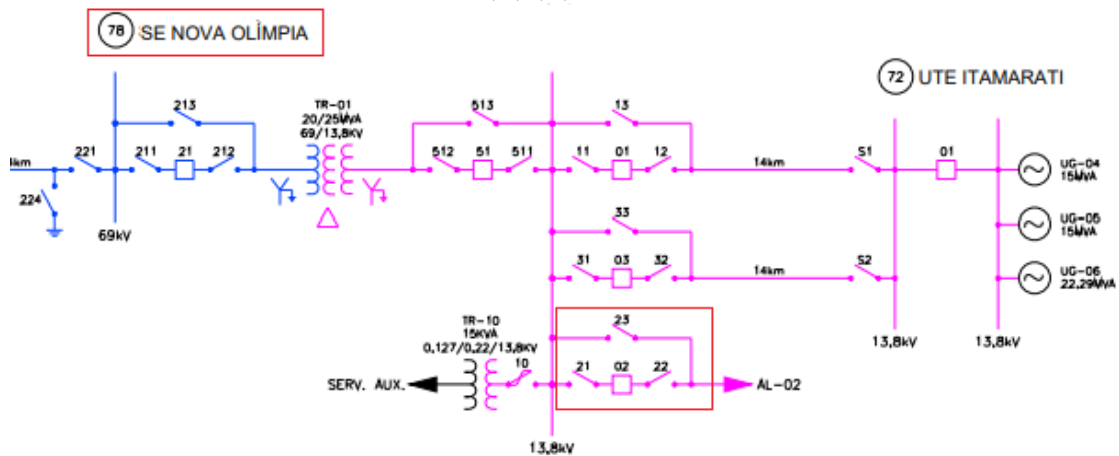 78 SE NOVA OLÌMPIA
72 UTE ITAMARATI
213
221
211
21
212
224
69kV
TR-01
20/25MVA
69/13,8kV
513
512
51
511
13
11
01
12
14km
S1
01
UG-04
15MVA
UG-05
15MVA
UG-06
22,29MVA
33
31
03
32
14km
S2
13,8kV
13,8kV
TR-10
15KVA
0,127/0,22/13,8KV
10
SERV. AUX.
23
21
02
22
AL-02
13,8kV